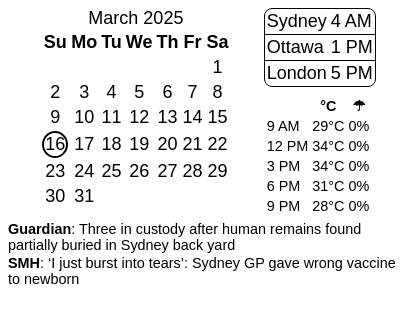 March 2025
Su Mo Tu We Th Fr Sa
1
2 3 4 5 6 7 8
9 10 11 12 13 14 15
16 17 18 19 20 21 22
23 24 25 26 27 28 29
30 31
Sydney 4 AM
Ottawa 1 PM
London 5 PM
°C ☂
9 AM 29°C 0%
12 PM 34°C 0%
3 PM 34°C 0%
6 PM 31°C 0%
9 PM 28°C 0%
Guardian: Three in custody after human remains found
partially buried in Sydney back yard
SMH: ‘I just burst into tears’: Sydney GP gave wrong vaccine
to newborn